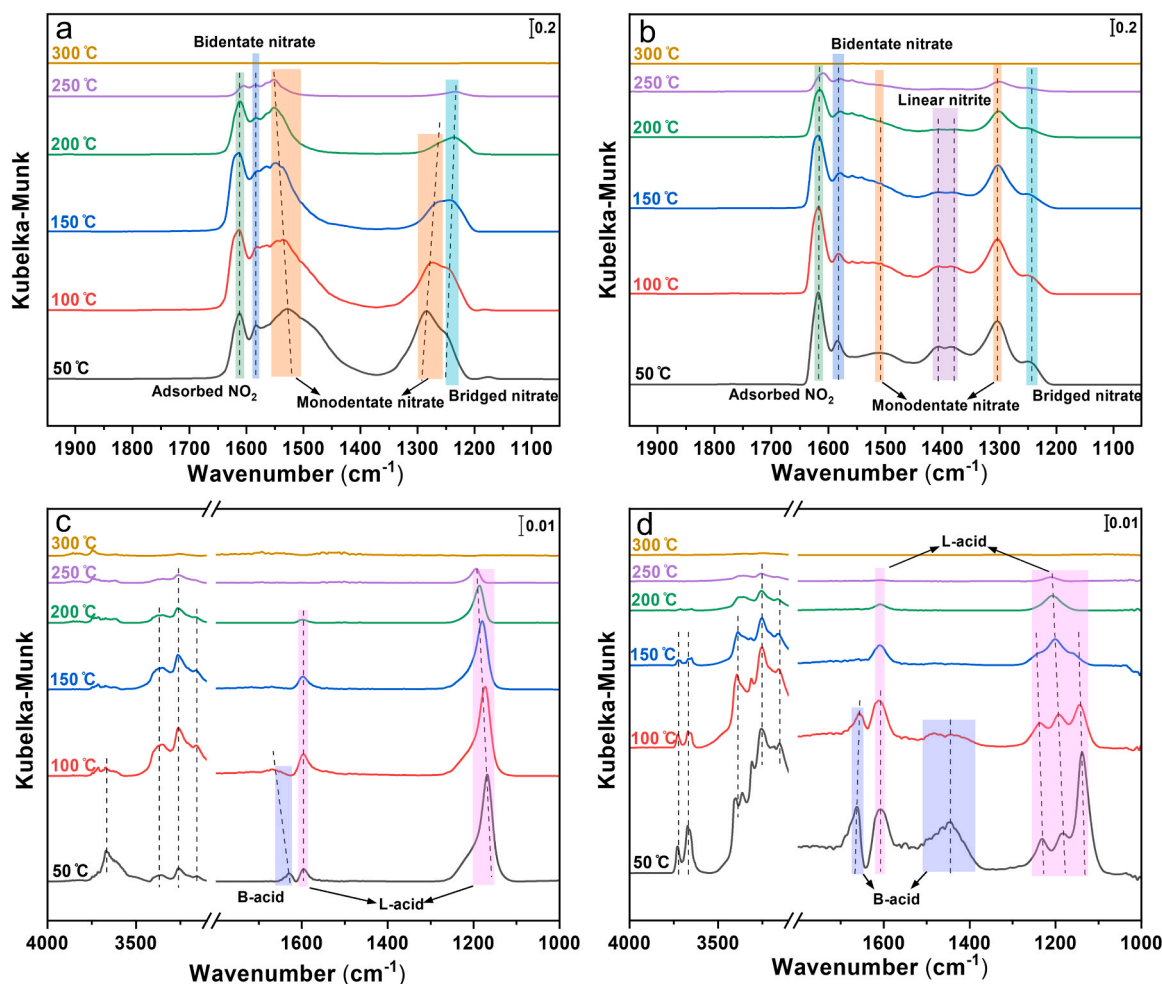 a
0.2
Bidentate nitrate
300 ℃
250 ℃
200 ℃
150 ℃
100 ℃
50 ℃
Adsorbed NO₂
Monodentate nitrate
Bridged nitrate
Kubelka-Munk
1900 1800 1700 1600 1500 1400 1300 1200 1100
Wavenumber (cm⁻¹)
b
0.2
Bidentate nitrate
300 ℃
250 ℃
Linear nitrite
200 ℃
150 ℃
100 ℃
50 ℃
Adsorbed NO₂
Monodentate nitrate
Bridged nitrate
Kubelka-Munk
1900 1800 1700 1600 1500 1400 1300 1200 1100
Wavenumber (cm⁻¹)
c
0.01
300 ℃
250 ℃
200 ℃
150 ℃
100 ℃
50 ℃
B-acid
L-acid
Kubelka-Munk
4000 3500 1600 1400 1200 1000
Wavenumber (cm⁻¹)
d
0.01
L-acid
300 ℃
250 ℃
200 ℃
150 ℃
100 ℃
50 ℃
B-acid
Kubelka-Munk
4000 3500 1600 1400 1200 1000
Wavenumber (cm⁻¹)